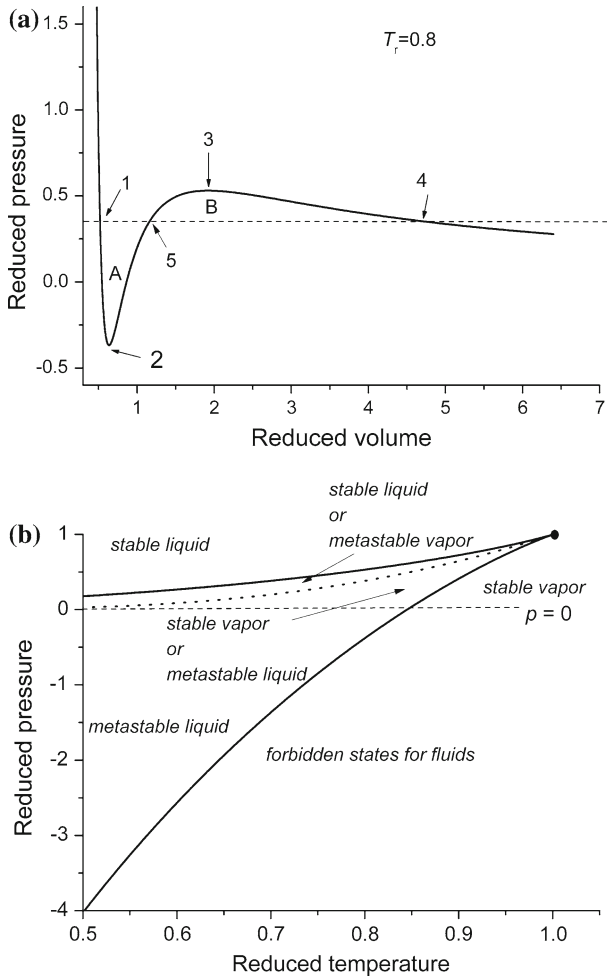 (a)
1.5
T_r=0.8
1.0
3
1
4
0.5
B
5
A
0.0
2
-0.5
1 2 3 4 5 6 7
Reduced pressure
Reduced volume
stable liquid
or
metastable vapor
(b)
1
stable liquid
stable vapor
0
p = 0
stable vapor
or
metastable liquid
-1
metastable liquid
forbidden states for fluids
-2
-3
-4
0.5 0.6 0.7 0.8 0.9 1.0
Reduced pressure
Reduced temperature